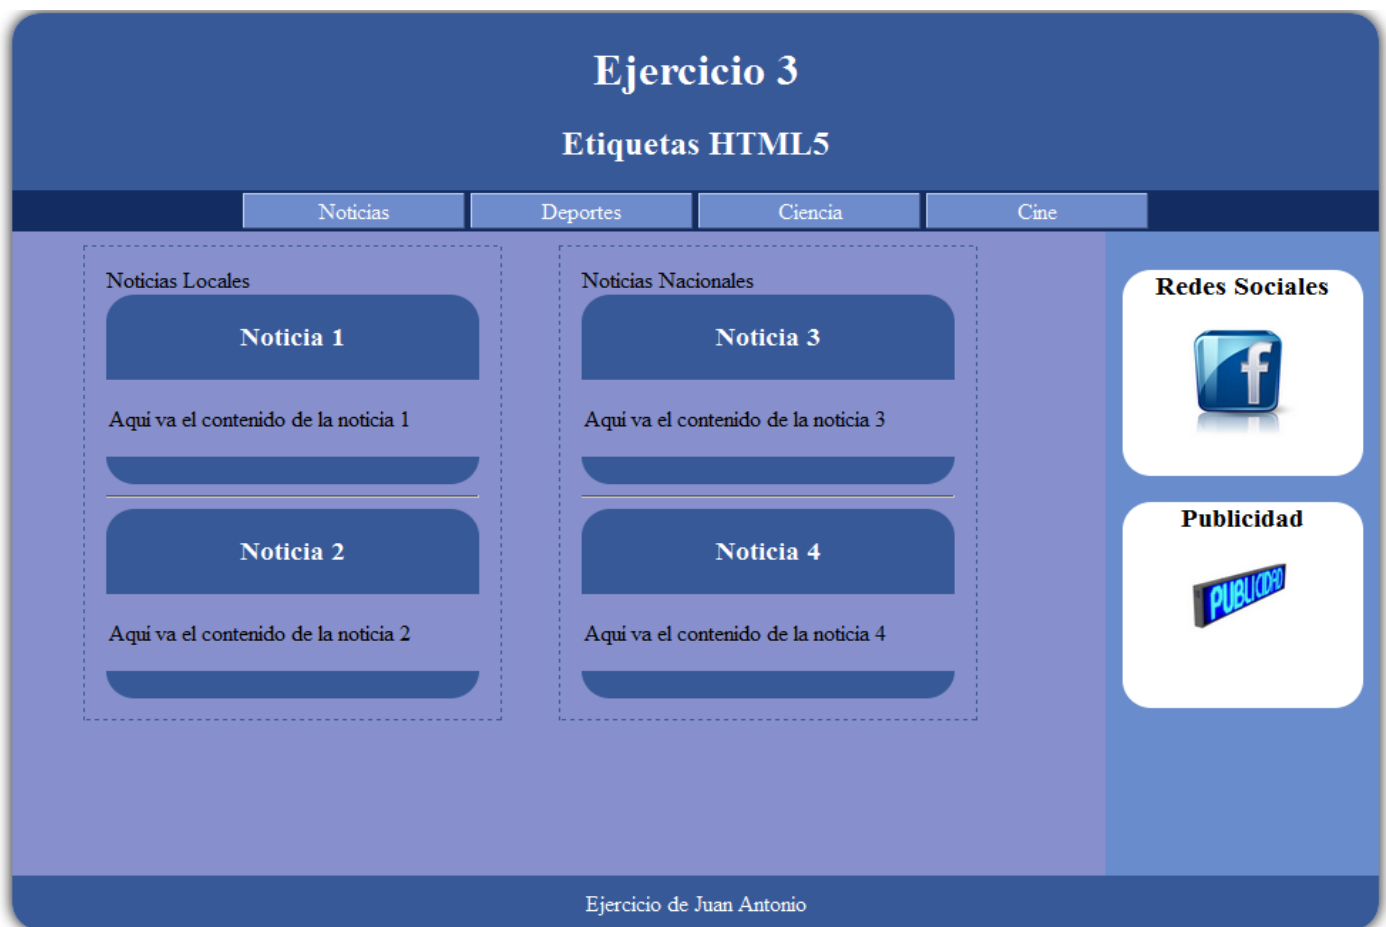 Ejercicio 3
Etiquetas HTML5
Noticias Deportes Ciencia Cine
Noticias Locales
Noticia 1
Aquí va el contenido de la noticia 1
Noticia 2
Aquí va el contenido de la noticia 2
Noticias Nacionales
Noticia 3
Aquí va el contenido de la noticia 3
Noticia 4
Aquí va el contenido de la noticia 4
Redes Sociales
f
Publicidad
PUBLICIDAD
Ejercicio de Juan Antonio